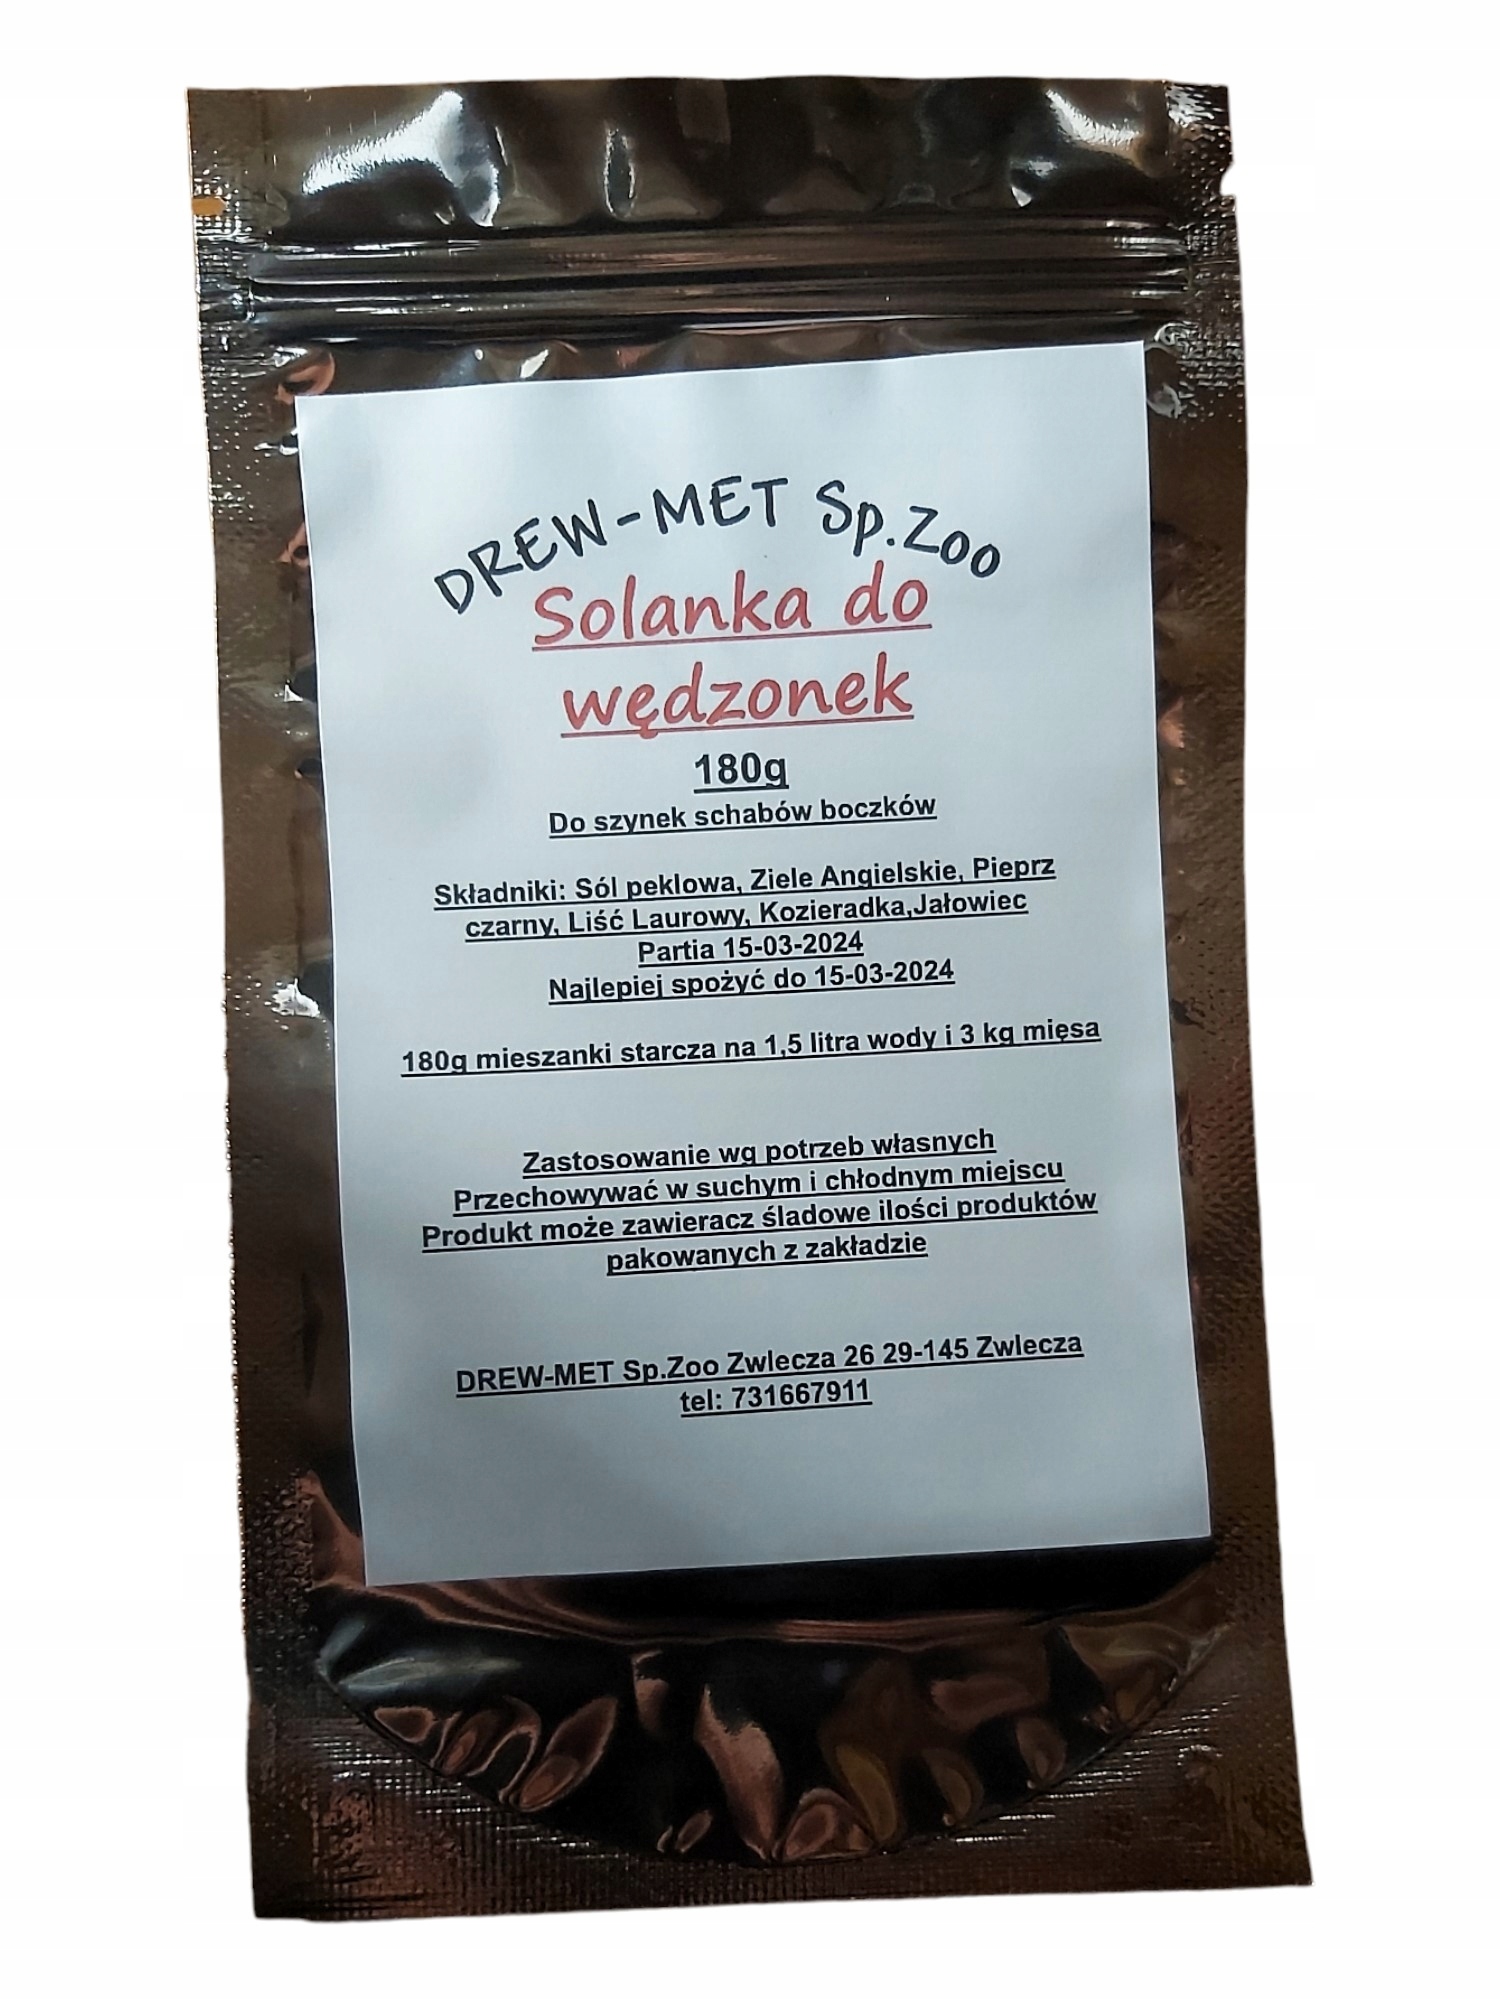 DREW-MET Sp.Zoo
Solanka do
wędzonek
180g
Do szynek schabów boczków
Składniki: Sól peklowa, Ziele Angielskie, Pieprz
czarny, Liść Laurowy, Kozieradka,Jałowiec
Partia 15-03-2024
Najlepiej spożyć do 15-03-2024
180g mieszanki starcza na 1,5 litra wody i 3 kg mięsa
Zastosowanie wg potrzeb własnych
Przechowywać w suchym i chłodnym miejscu
Produkt może zawieracz śladowe ilości produktów
pakowanych z zakładzie
DREW-MET Sp.Zoo Zwlecza 26 29-145 Zwlecza
tel: 731667911